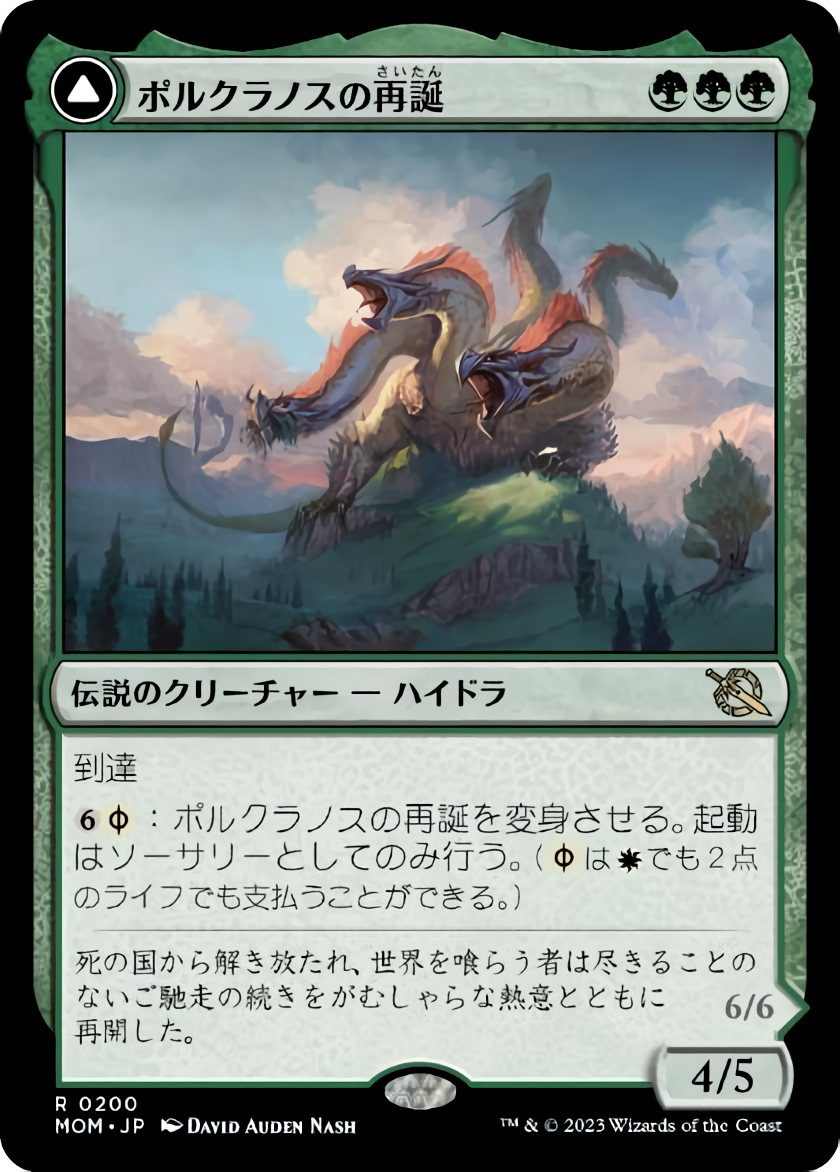 さいたん
ポルクラノスの再誕
伝説のクリーチャー — ハイドラ
到達
6 : ポルクラノスの再誕を変身させる。起動
はソーサリーとしてのみ行う。( は でも2点
のライフでも支払うことができる。)
死の国から解き放たれ、世界を喰らう者は尽きることの
ないご馳走の続きをがむしゃらな熱意とともに
再開した。
6/6
4/5
R 0200
MOM • JP DAVID AUDEN NASH
™ & © 2023 Wizards of the Coast